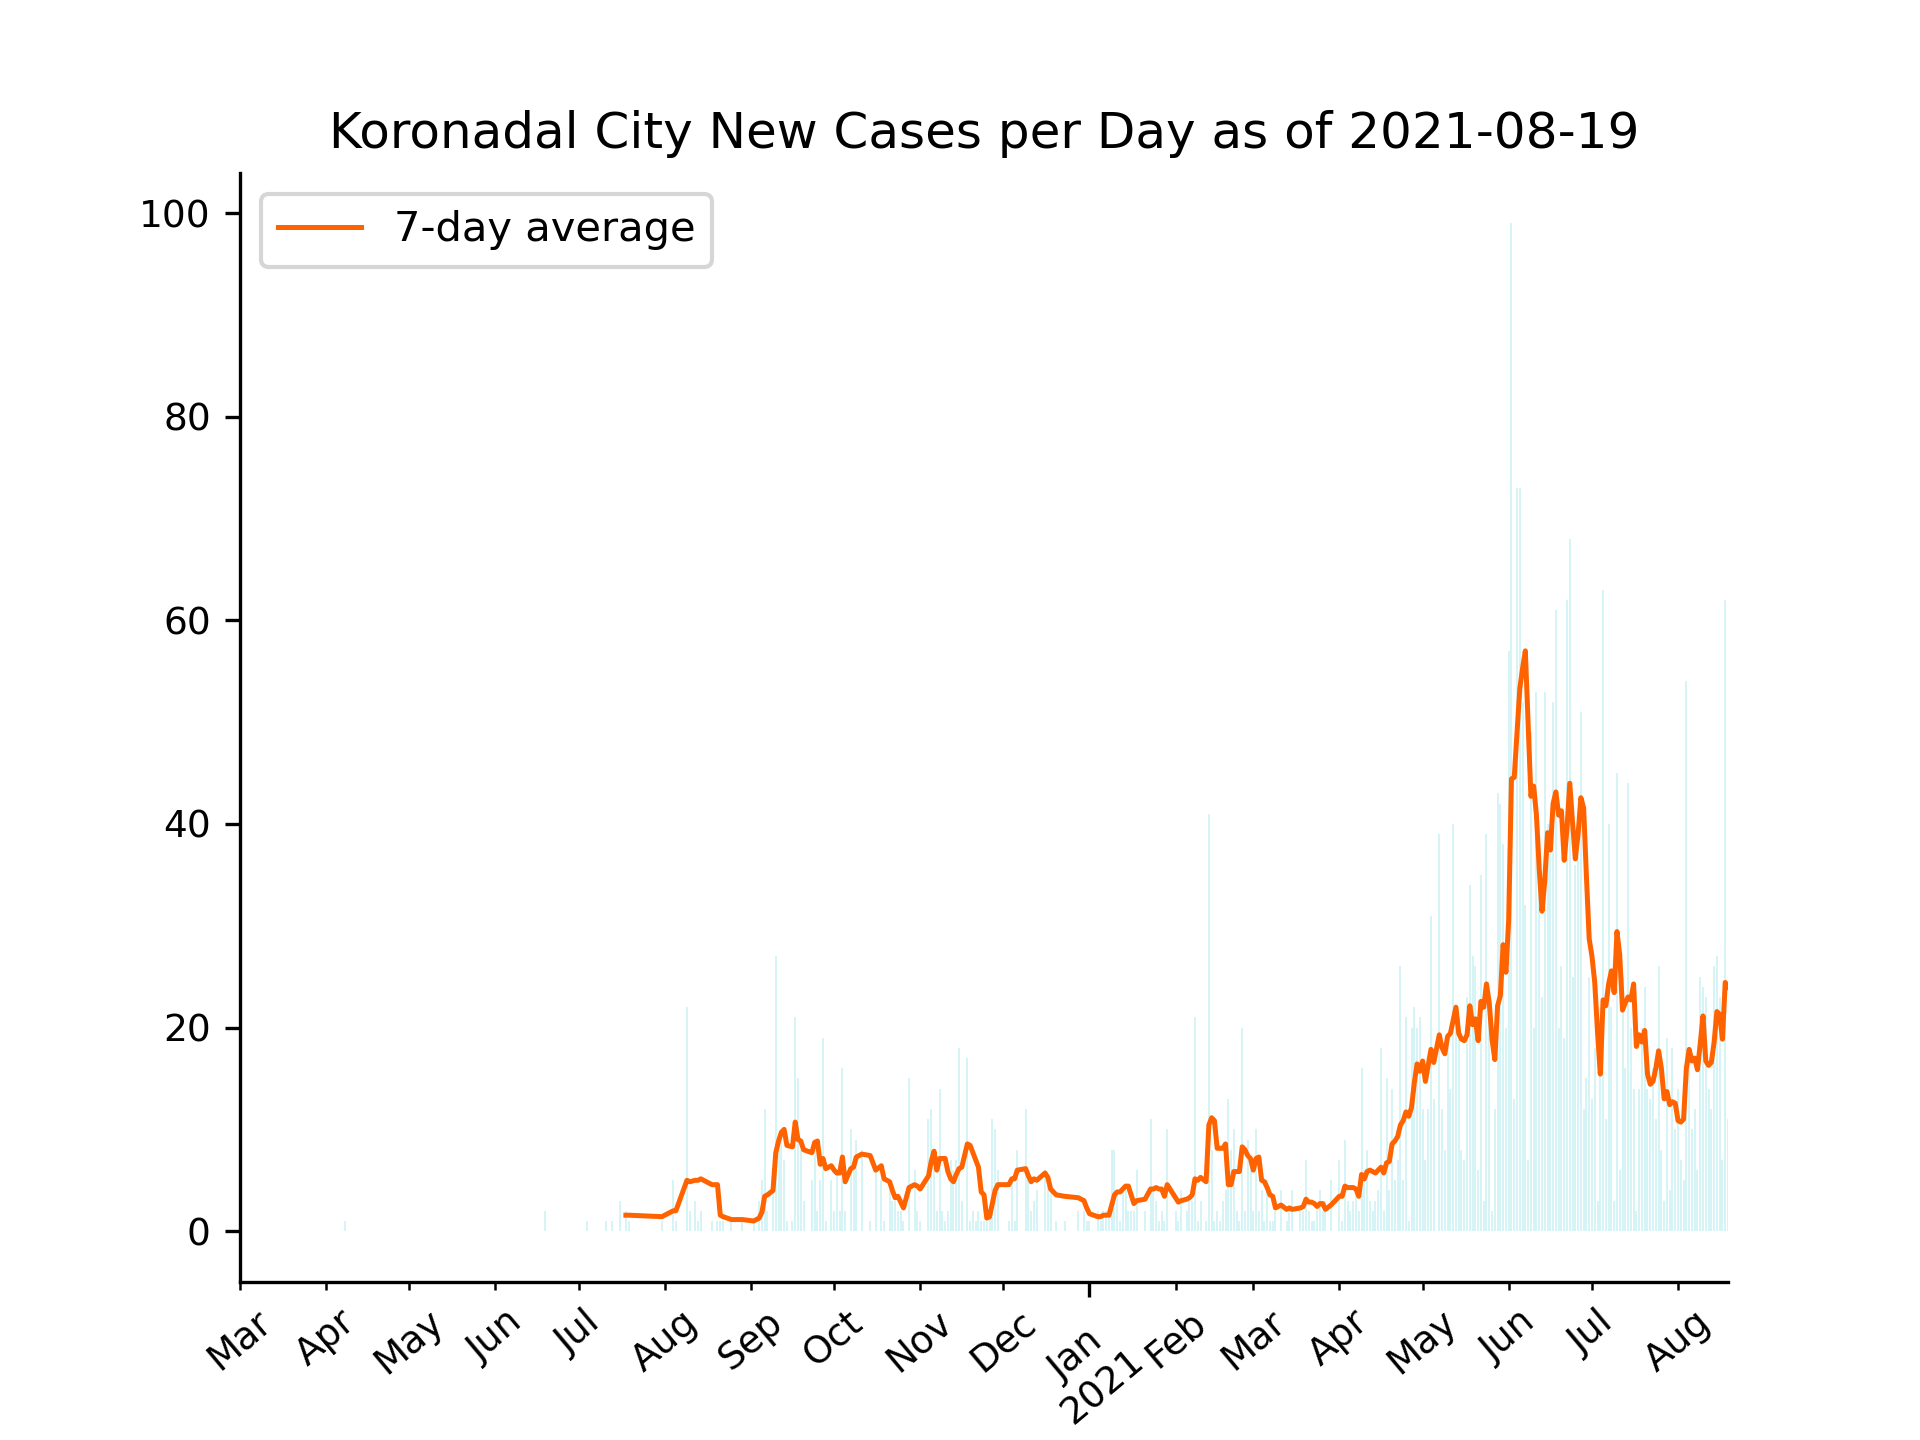 Koronadal City New Cases per Day as of 2021-08-19
7-day average
100
80
60
40
20
0
Mar Apr May Jun Jul Aug Sep Oct Nov Dec Jan Feb Mar Apr May Jun Jul Aug
2021